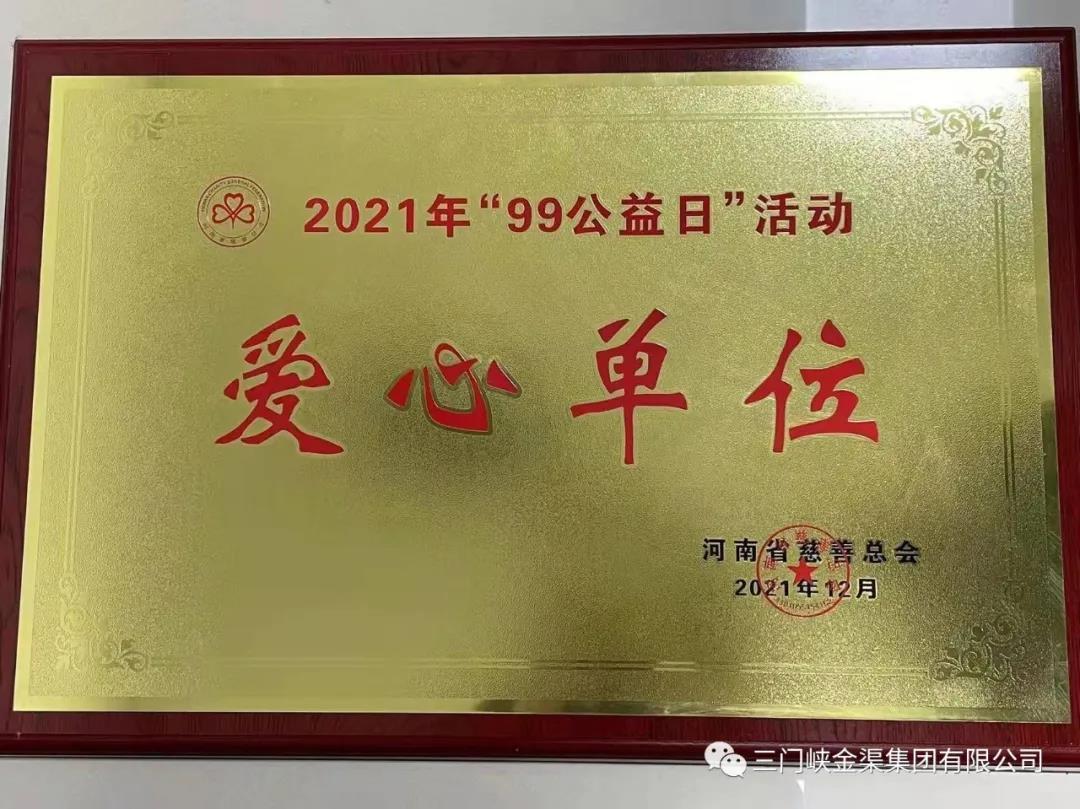 2021年“99公益日”活动
爱心单位
河南省慈善总会
2021年12月
三门峡金渠集团有限公司